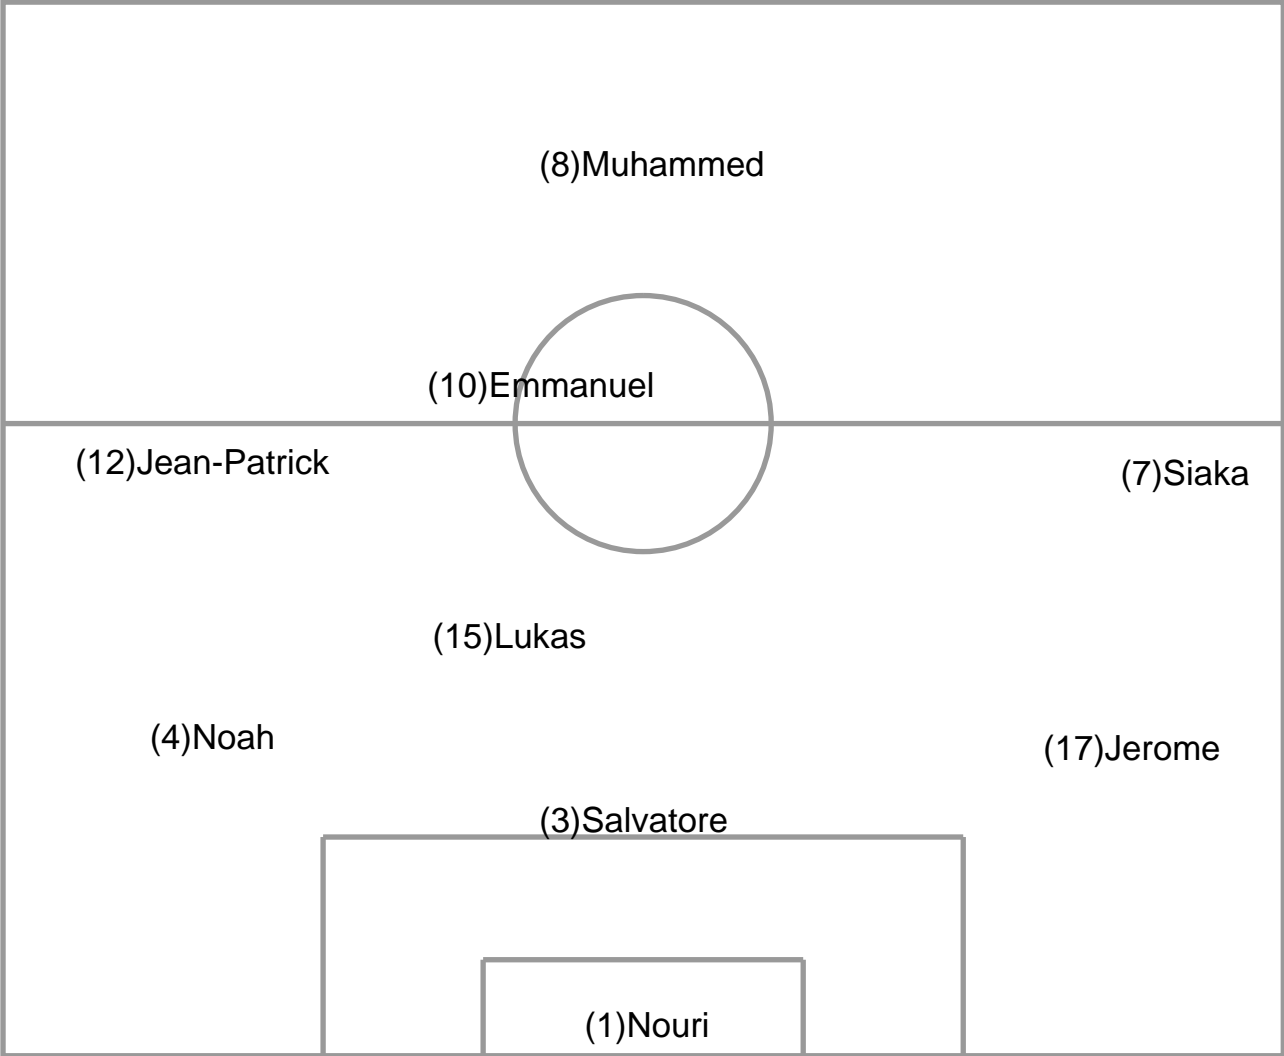 (8)Muhammed
(10)Emmanuel
(12)Jean-Patrick
(7)Siaka
(15)Lukas
(4)Noah
(17)Jerome
(3)Salvatore
(1)Nouri